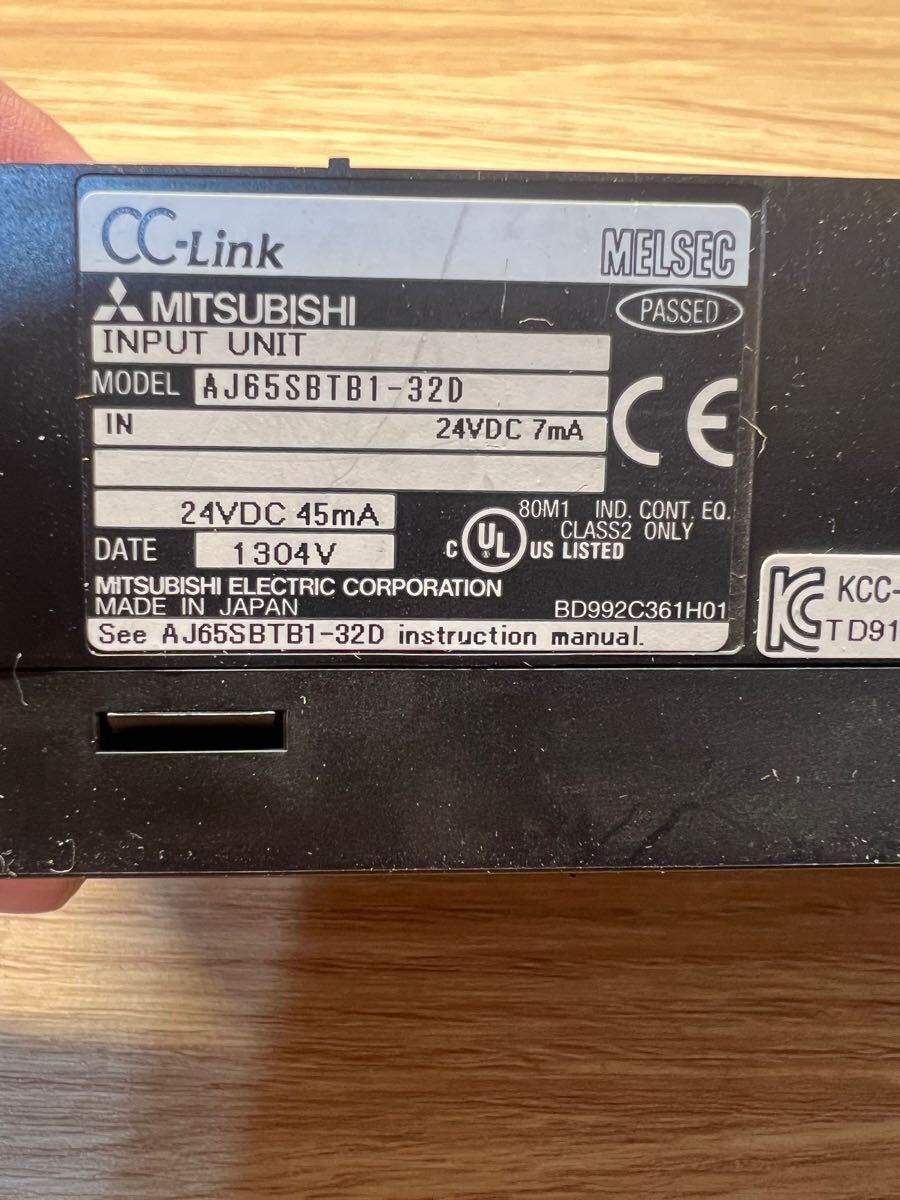 CC-Link
MELSEC
MITSUBISHI
PASSED
INPUT UNIT
MODEL AJ65SBTB1-32D
IN 24VDC 7mA
CE
24VDC 45mA
80M1 IND. CONT. EQ.
CLASS2 ONLY
C UL US LISTED
DATE 1304V
MITSUBISHI ELECTRIC CORPORATION
MADE IN JAPAN BD992C361H01
See AJ65SBTB1-32D instruction manual.
KCC-
TD91